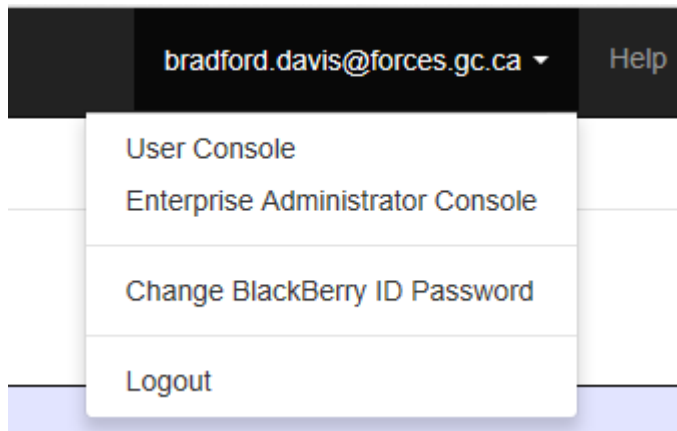 bradford.davis@forces.gc.ca Help
User Console
Enterprise Administrator Console
Change BlackBerry ID Password
Logout